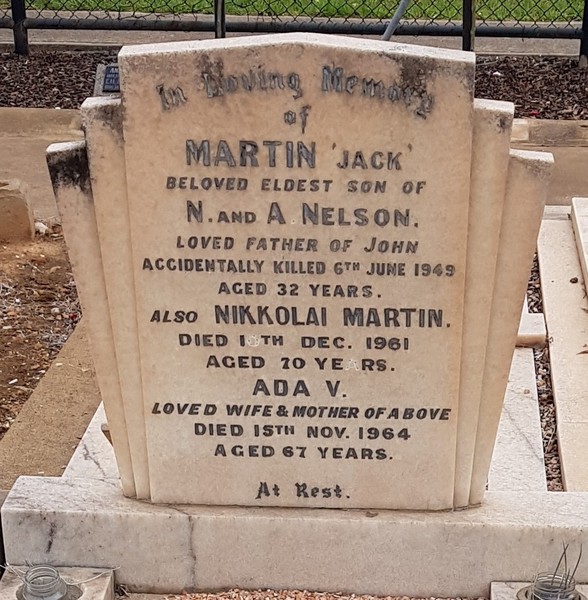 In Loving Memory
of
MARTIN 'JACK'
BELOVED ELDEST SON OF
N. AND A NELSON.
LOVED FATHER OF JOHN
ACCIDENTALLY KILLED 6TH JUNE 1949
AGED 32 YEARS.
ALSO NIKKOLAI MARTIN.
DIED DEC. 1961
AGED 70 YEARS.
ADA V.
LOVED WIFE & MOTHER OF ABOVE
DIED 15TH NOV. 1964
AGED 67 YEARS.
At Rest.